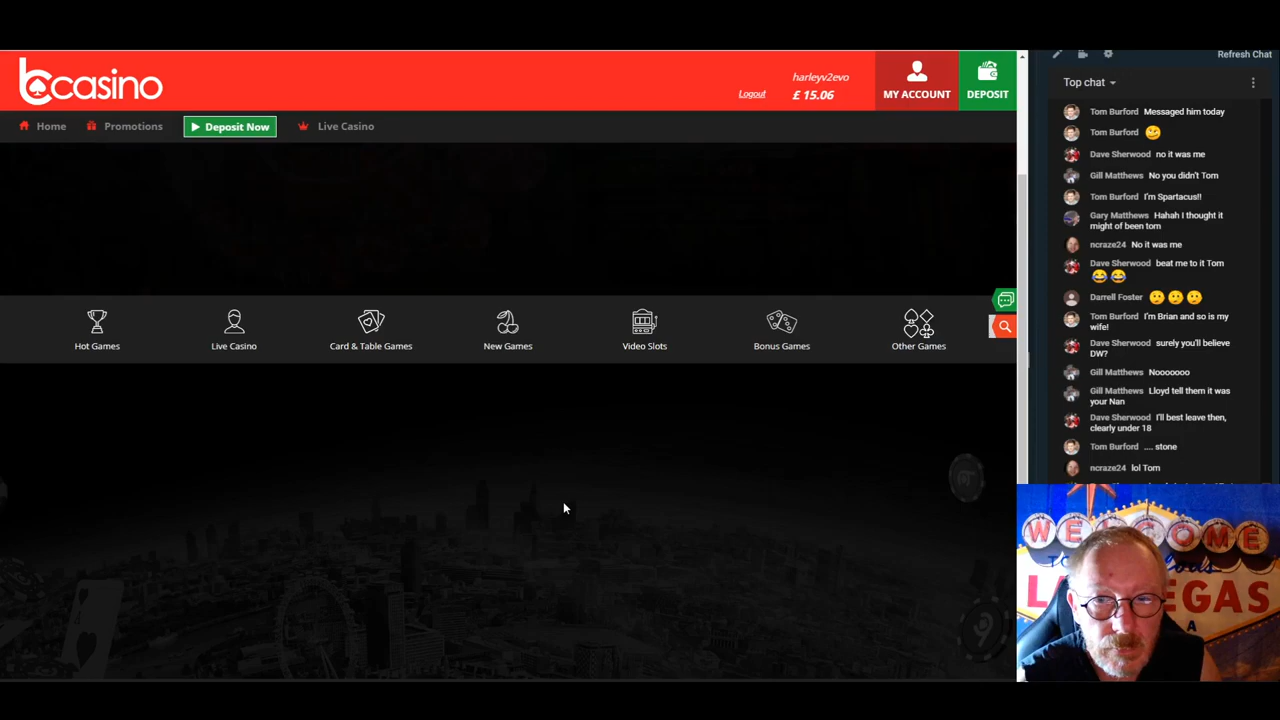 bcasino
harleyv2evo
Logout
£ 15.06
MY ACCOUNT
DEPOSIT
Home
Promotions
Deposit Now
Live Casino
Hot Games
Live Casino
Card & Table Games
New Games
Video Slots
Bonus Games
Other Games
Refresh Chat
Top chat
Tom Burford Messaged him today
Tom Burford
Dave Sherwood no it was me
Gill Matthews No you didn't Tom
Tom Burford I'm Spartacus!!
Gary Matthews Hahah I thought it
might of been tom
ncraze24 No it was me
Dave Sherwood beat me to it Tom
Darrell Foster
Tom Burford I'm Brian and so is my
wife!
Dave Sherwood surely you'll believe
DW?
Gill Matthews Nooooooo
Gill Matthews Lloyd tell them it was
your Nan
Dave Sherwood I'll best leave then,
clearly under 18
Tom Burford .... stone
ncraze24 lol Tom
WELCOME